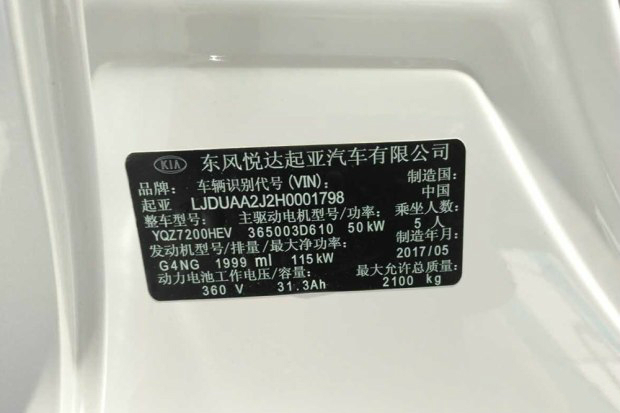 KIA 东风悦达起亚汽车有限公司
品牌: 车辆识别代号(VIN): 制造国:
起亚 LJDUAA2J2H0001798 中国
整车型号: 主驱动电机型号/功率: 乘坐人数:
YQZ7200HEV 365003D610 50kW 5 人
发动机型号/排量/最大净功率: 制造年月:
G4NG 1999 ml 115kW 2017/05
动力电池工作电压/容量: 最大允许总质量:
360 V 31.3Ah 2100 kg